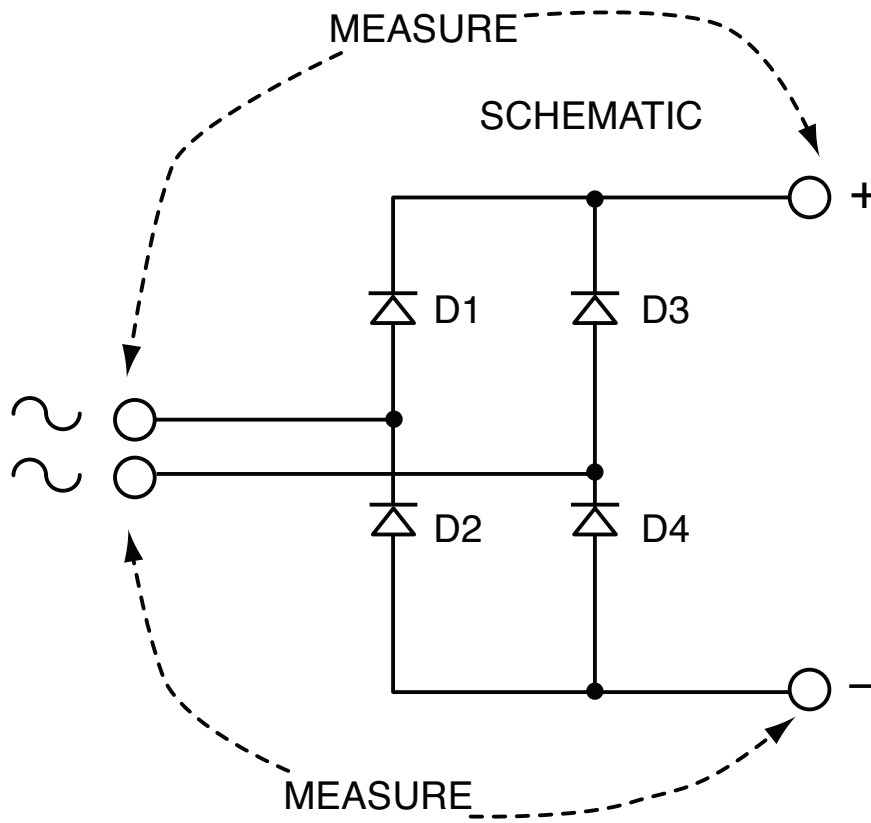 MEASURE
SCHEMATIC
+
D1
D3
D2
D4
−
MEASURE